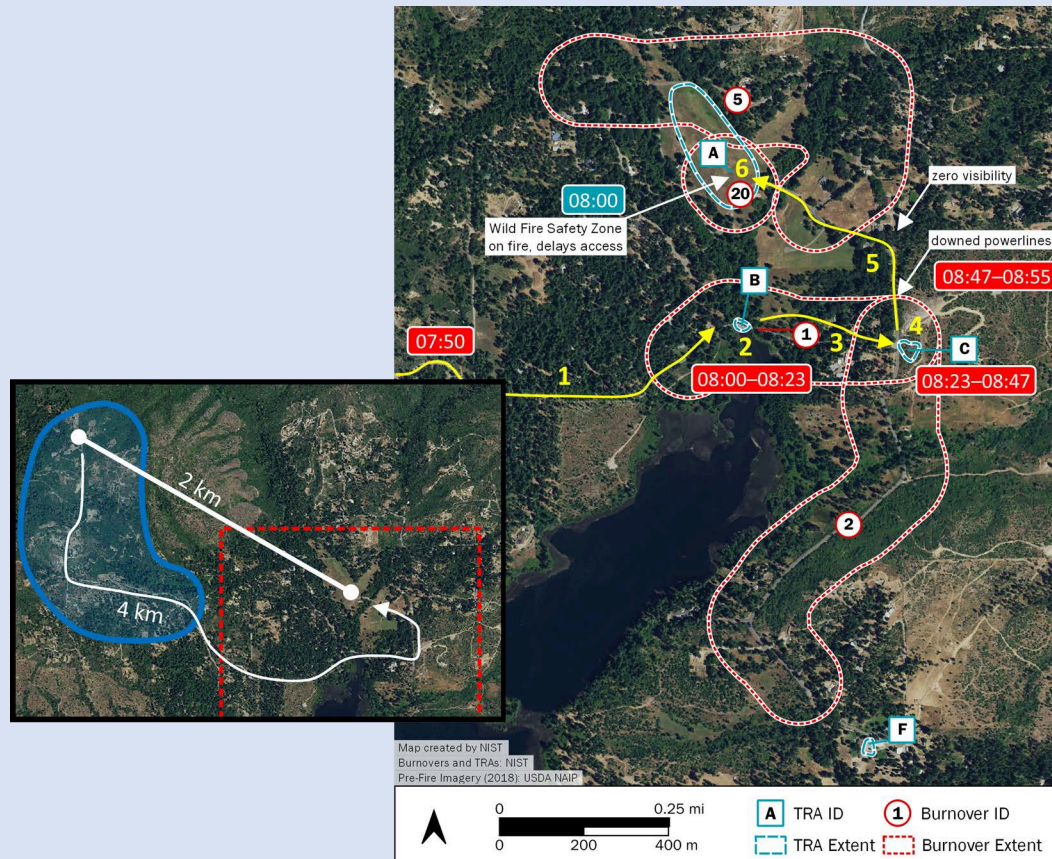 5
A
6
20
08:00
Wild Fire Safety Zone
on fire, delays access
zero visibility
downed powerlines
5
08:47–08:55
B
1
2
3
4
C
07:50
1
08:00–08:23
08:23–08:47
2 km
4 km
2
F
Map created by NIST
Burnovers and TRAs: NIST
Pre-Fire Imagery (2018): USDA NAIP
0 0.25 mi
0 200 400 m
A TRA ID 1 Burnover ID
TRA Extent Burnover Extent